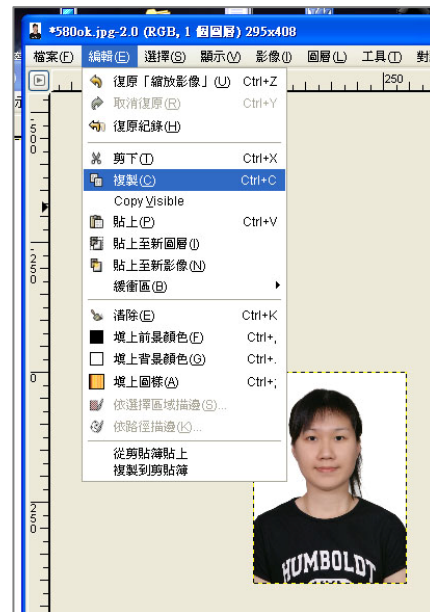 *580ok.jpg-2.0 (RGB, 1 個圖層) 295x408
檔案(F) 編輯(E) 選擇(S) 顯示(V) 影像(I) 圖層(L) 工具(D)
250
復原「縮放影像」(U) Ctrl+Z
取消復原(R) Ctrl+Y
復原紀錄(H)
剪下(T) Ctrl+X
複製(C) Ctrl+C
Copy Visible
貼上(P) Ctrl+V
貼上至新圖層(I)
貼上至新影像(N)
緩衝區(B)
清除(E) Ctrl+K
填上前景顏色(F) Ctrl+,
填上背景顏色(G) Ctrl+.
填上圖樣(A) Ctrl+;
依選擇區域描邊(S)...
依路徑描邊(K)...
從剪貼簿貼上
複製到剪貼簿
500
250
0
250
HUMBOLDT